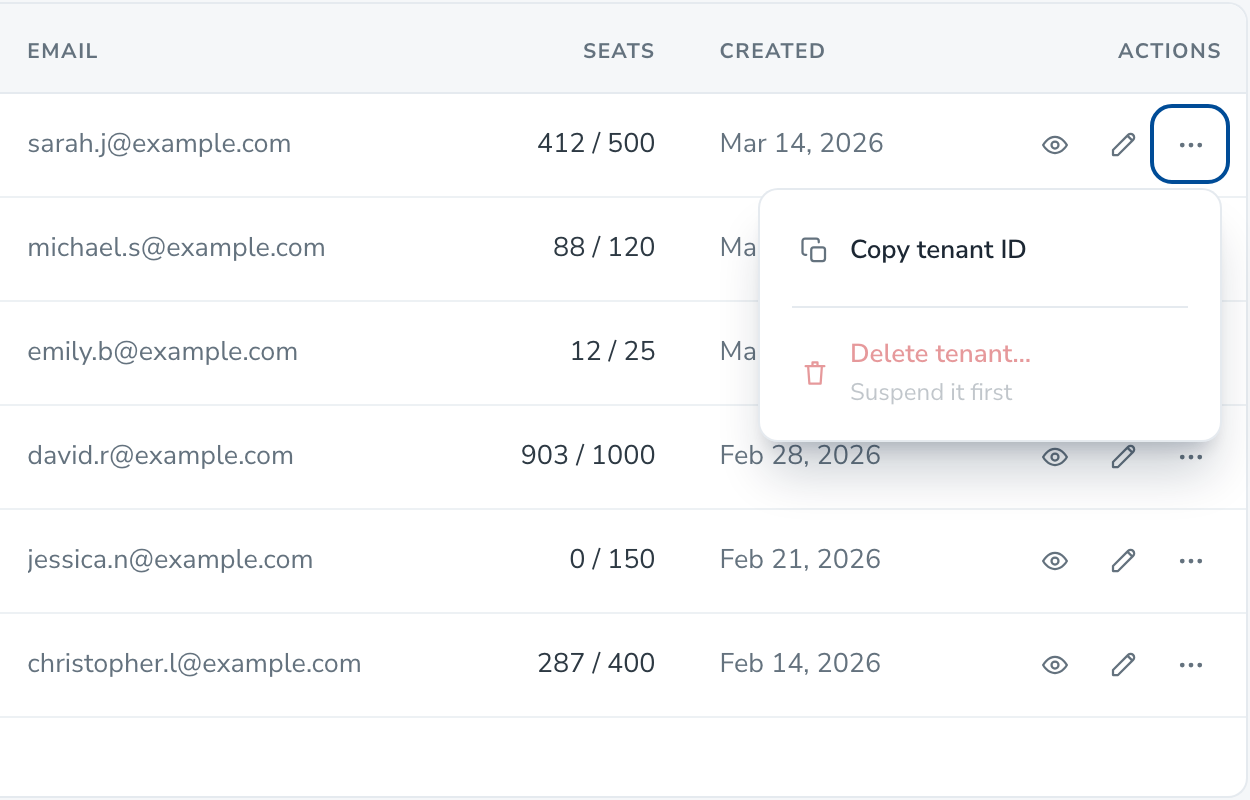 EMAIL SEATS CREATED ACTIONS
sarah.j@example.com 412 / 500 Mar 14, 2026
michael.s@example.com 88 / 120 Ma
Copy tenant ID
emily.b@example.com 12 / 25 Ma
Delete tenant...
Suspend it first
david.r@example.com 903 / 1000 Feb 28, 2026
jessica.n@example.com 0 / 150 Feb 21, 2026
christopher.l@example.com 287 / 400 Feb 14, 2026